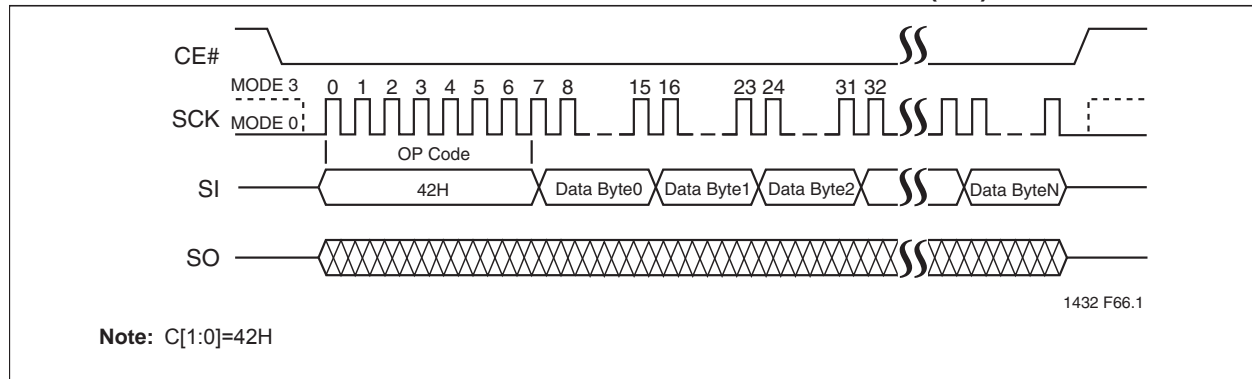 CE#
MODE 3
0 1 2 3 4 5 6 7 8 15 16 23 24 31 32
SCK
MODE 0
OP Code
SI
42H
Data Byte0
Data Byte1
Data Byte2
Data ByteN
SO
1432 F66.1
Note: C[1:0]=42H